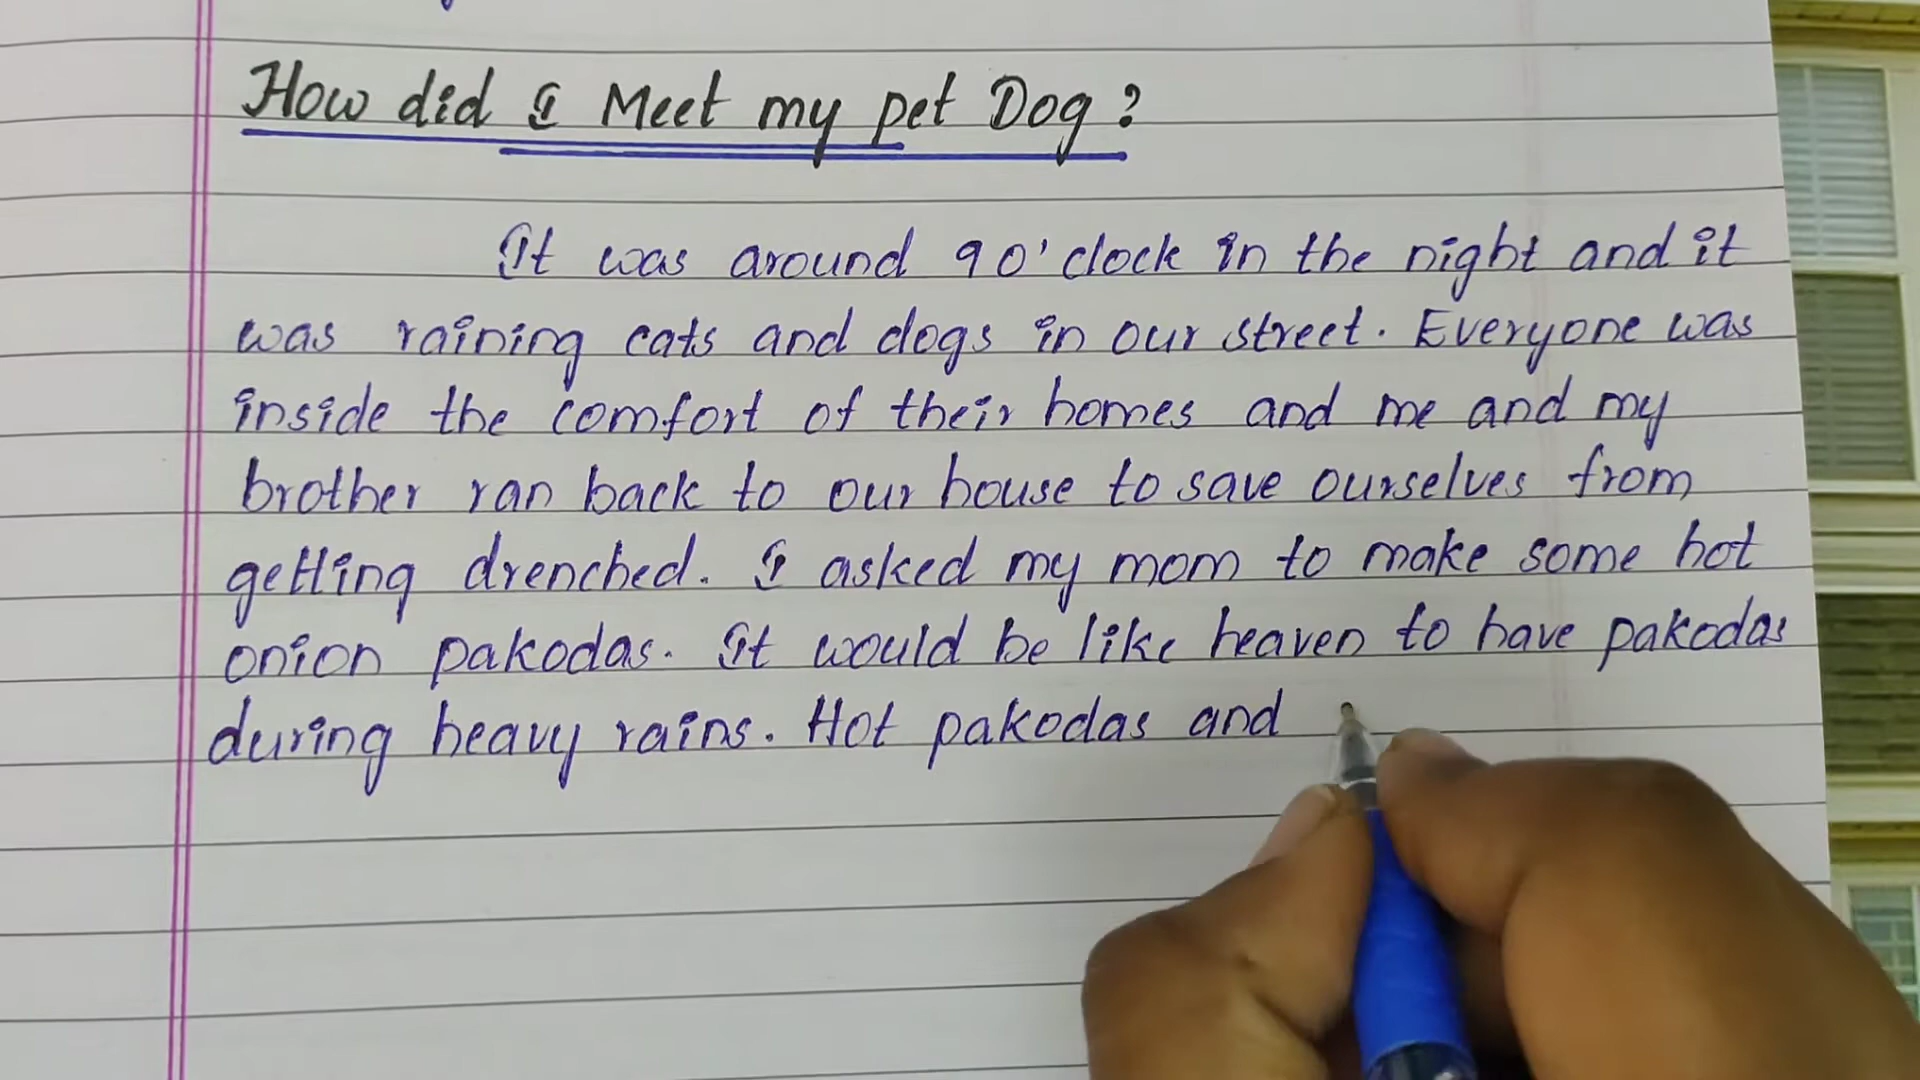 How did I Meet my pet Dog?
It was around 9 o'clock in the night and it
was raining cats and dogs in our street. Everyone was
inside the comfort of their homes and me and my
brother ran back to our house to save ourselves from
getting drenched. I asked my mom to make some hot
onion pakodas. It would be like heaven to have pakodas
during heavy rains. Hot pakodas and